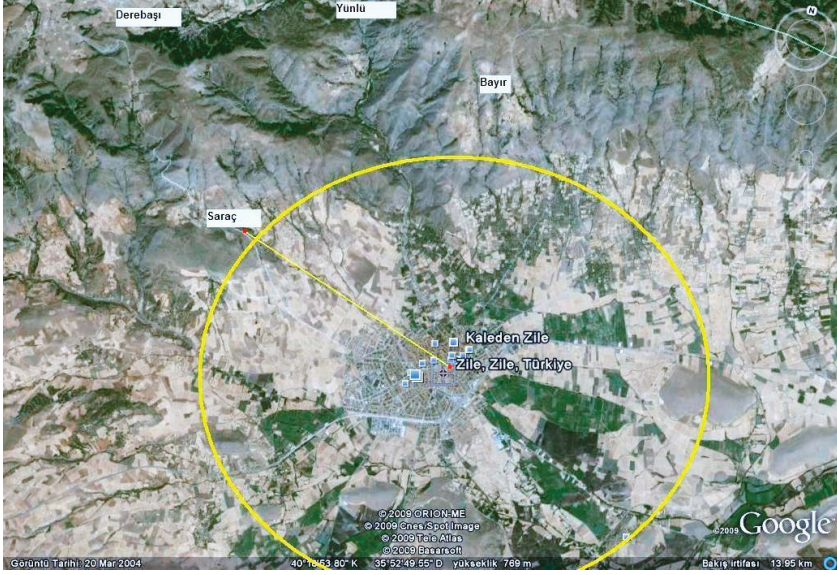 Derebaşı
Yünlü
N
Bayır
Saraç
Kaleden Zile
Zile, Zile, Türkiye
© 2009 ORION-ME
© 2009 Cnes/Spot Image
© 2009 Tele Atlas
© 2009 Basarsoft
©2009 Google
Görüntü Tarihi: 20 Mar 2004
40°18'53.80" K 35°52'49.55" D yükseklik 769 m
Bakış irtifası 13.95 km